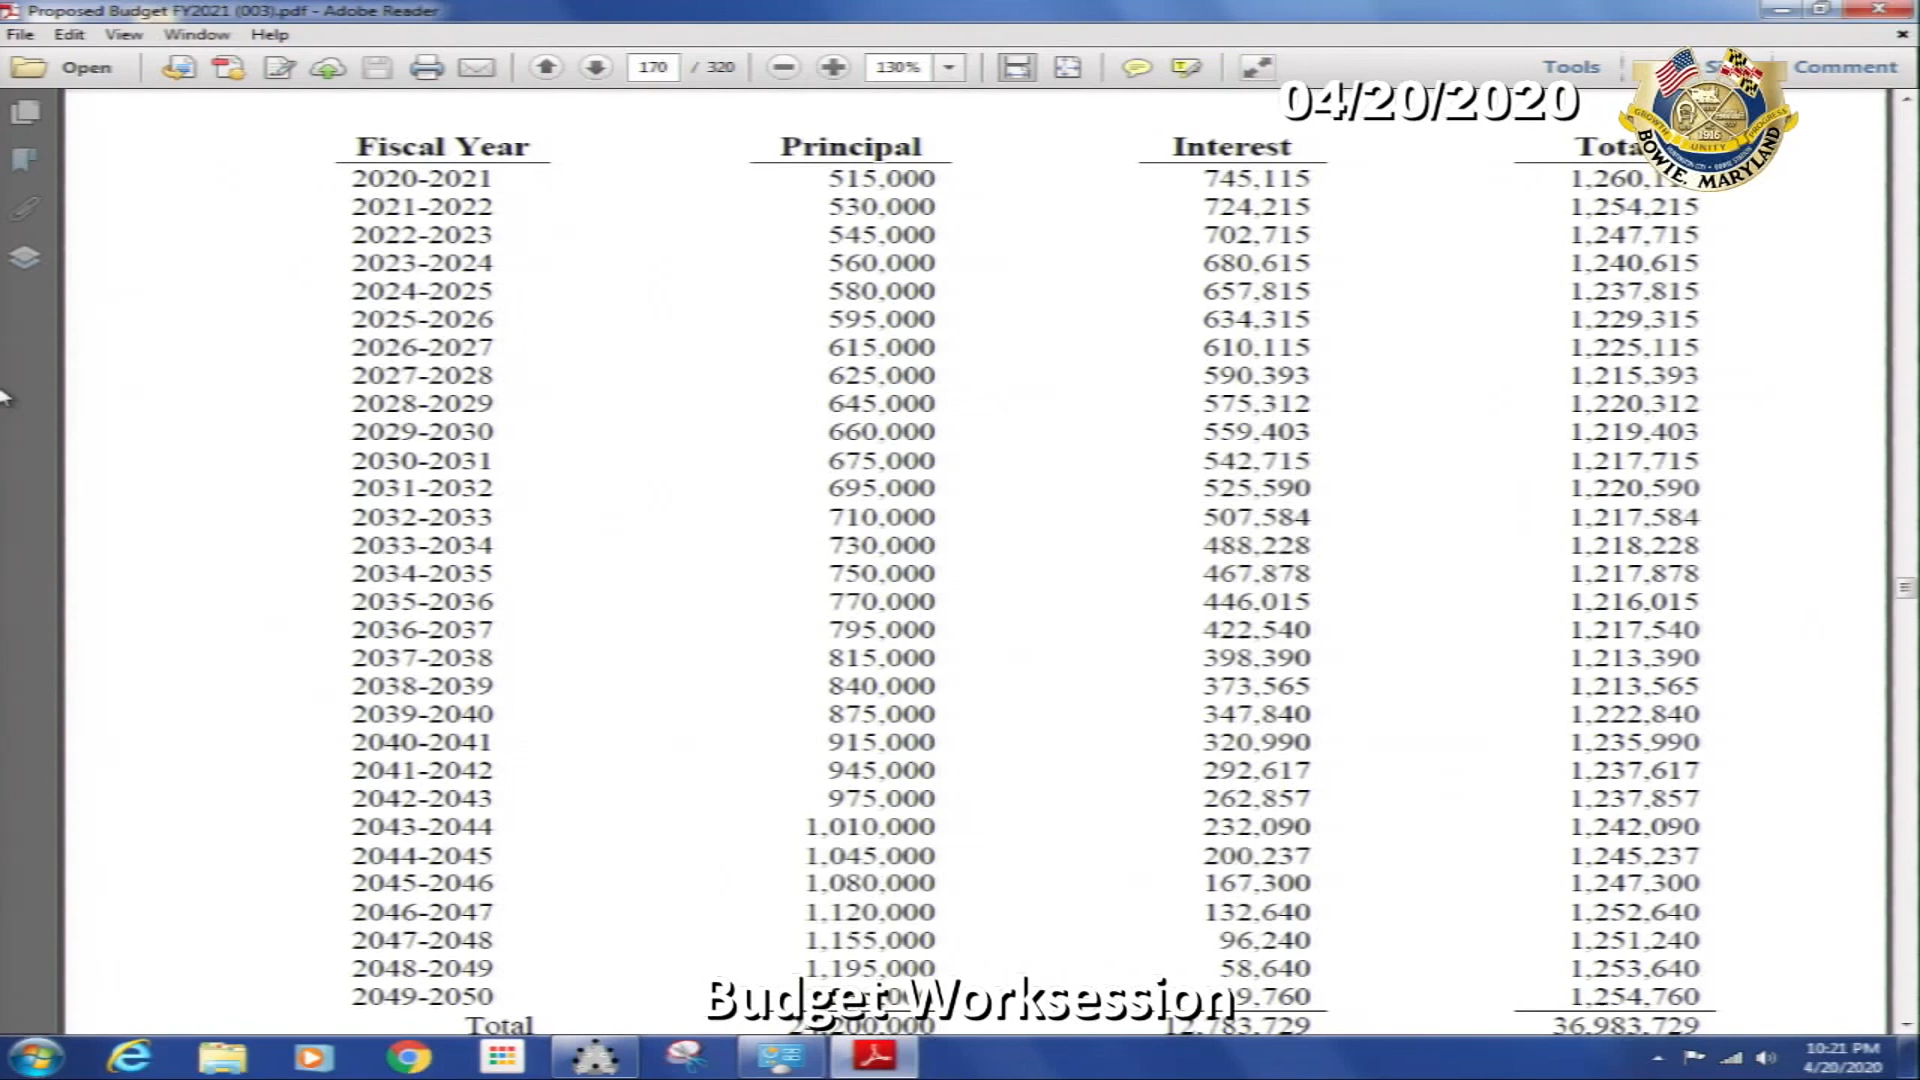 Proposed Budget FY2021 (003).pdf - Adobe Reader
File Edit View Window Help
Open 170 / 320 130% Tools Comment
04/20/2020
GROWTH UNITY PROGRESS
1916
BOWIE, MARYLAND
Fiscal Year Principal Interest
2020-2021 515,000 745,115
2021-2022 530,000 724,215 1,254,215
2022-2023 545,000 702,715 1,247,715
2023-2024 560,000 680,615 1,240,615
2024-2025 580,000 657,815 1,237,815
2025-2026 595,000 634,315 1,229,315
2026-2027 615,000 610,115 1,225,115
2027-2028 625,000 590,393 1,215,393
2028-2029 645,000 575,312 1,220,312
2029-2030 660,000 559,403 1,219,403
2030-2031 675,000 542,715 1,217,715
2031-2032 695,000 525,590 1,220,590
2032-2033 710,000 507,584 1,217,584
2033-2034 730,000 488,228 1,218,228
2034-2035 750,000 467,878 1,217,878
2035-2036 770,000 446,015 1,216,015
2036-2037 795,000 422,540 1,217,540
2037-2038 815,000 398,390 1,213,390
2038-2039 840,000 373,565 1,213,565
2039-2040 875,000 347,840 1,222,840
2040-2041 915,000 320,990 1,235,990
2041-2042 945,000 292,617 1,237,617
2042-2043 975,000 262,857 1,237,857
2043-2044 1,010,000 232,090 1,242,090
2044-2045 1,045,000 200,237 1,245,237
2045-2046 1,080,000 167,300 1,247,300
2046-2047 1,120,000 132,640 1,252,640
2047-2048 1,155,000 96,240 1,251,240
2048-2049 1,195,000 58,640 1,253,640
2049-2050 1,254,760
Budget Worksession
Total 24,200,000 12,783,729 36,983,729
10:21 PM
4/20/2020